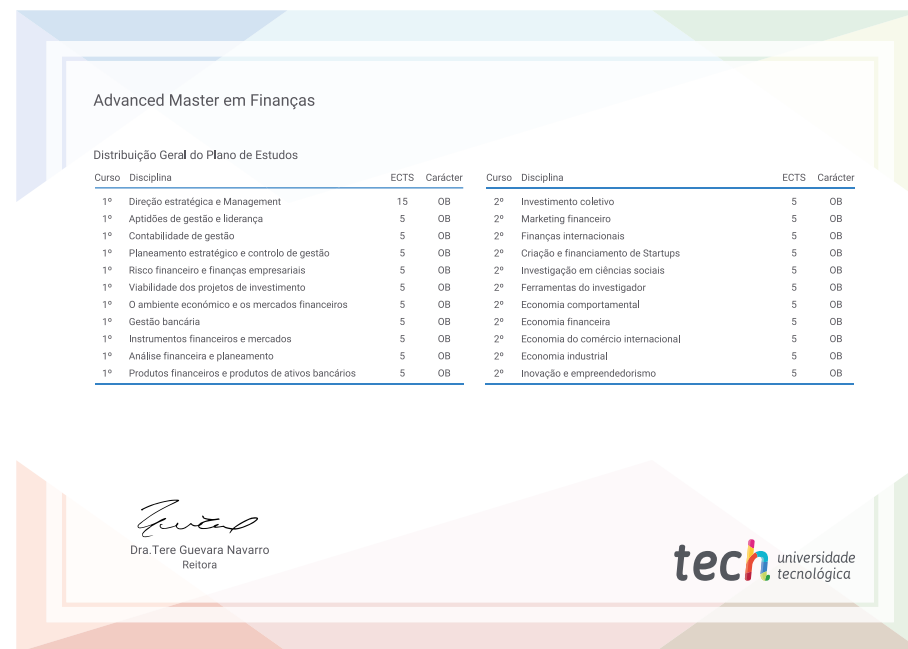 Advanced Master em Finanças
Distribuição Geral do Plano de Estudos
Curso Disciplina ECTS Carácter
1º Direção estratégica e Management 15 OB
1º Aptidões de gestão e liderança 5 OB
1º Contabilidade de gestão 5 OB
1º Planeamento estratégico e controlo de gestão 5 OB
1º Risco financeiro e finanças empresariais 5 OB
1º Viabilidade dos projetos de investimento 5 OB
1º O ambiente económico e os mercados financeiros 5 OB
1º Gestão bancária 5 OB
1º Instrumentos financeiros e mercados 5 OB
1º Análise financeira e planeamento 5 OB
1º Produtos financeiros e produtos de ativos bancários 5 OB
Curso Disciplina ECTS Carácter
2º Investimento coletivo 5 OB
2º Marketing financeiro 5 OB
2º Finanças internacionais 5 OB
2º Criação e financiamento de Startups 5 OB
2º Investigação em ciências sociais 5 OB
2º Ferramentas do investigador 5 OB
2º Economia comportamental 5 OB
2º Economia financeira 5 OB
2º Economia do comércio internacional 5 OB
2º Economia industrial 5 OB
2º Inovação e empreendedorismo 5 OB
Dra.Tere Guevara Navarro
Reitora
tech universidade
tecnológica